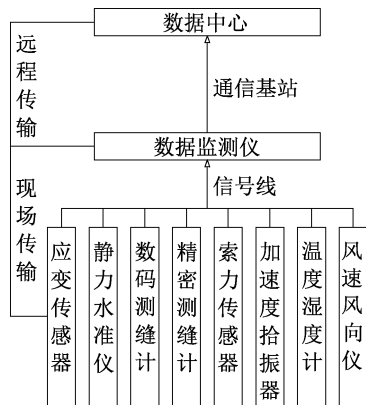 数据中心
远程传输
通信基站
数据监测仪
现场传输
信号线
应变传感器
静力水准仪
数码测缝计
精密测缝计
索力传感器
加速度拾振器
温度湿度计
风速风向仪